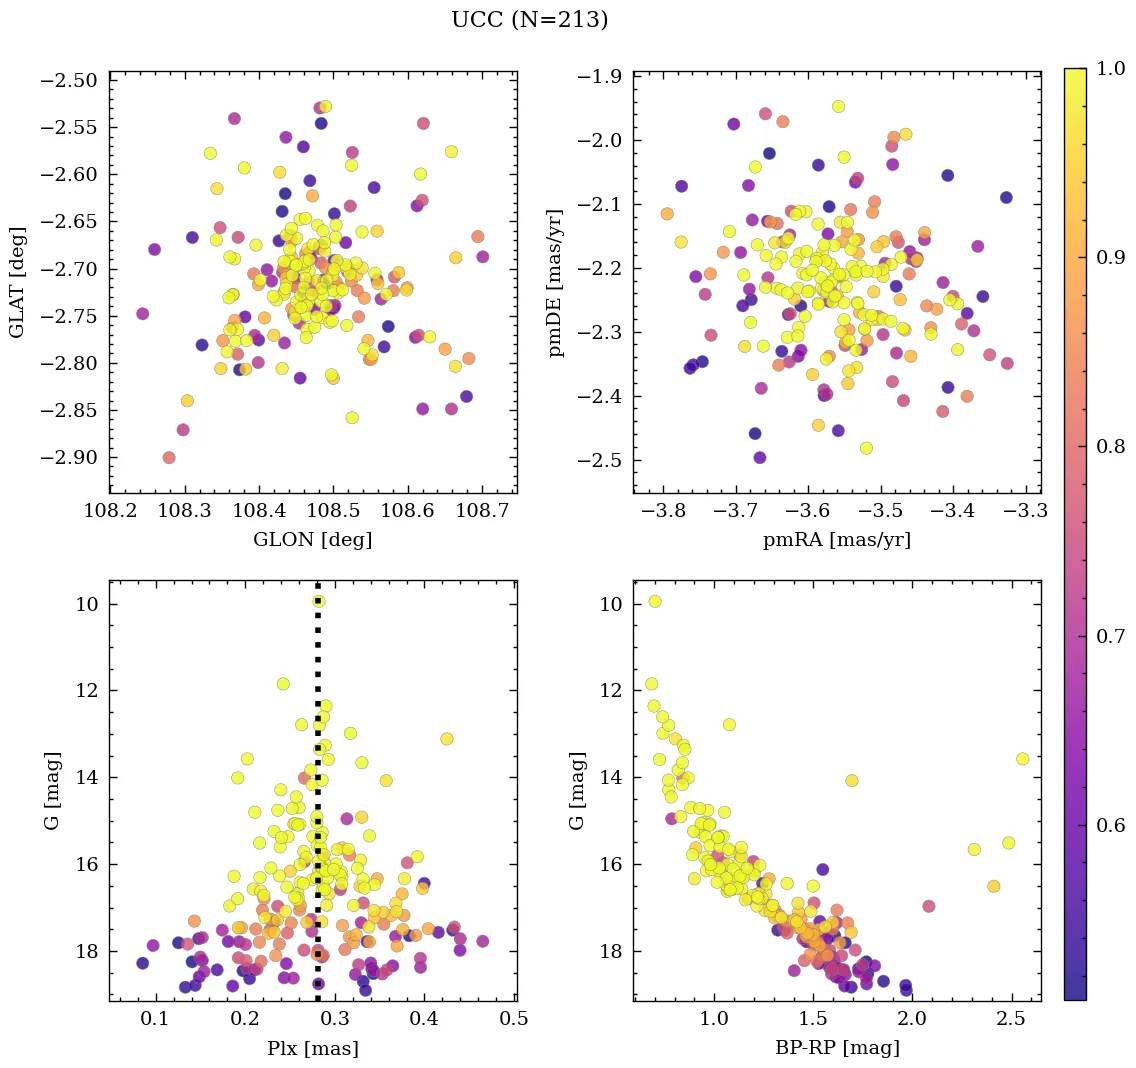 UCC (N=213)
−2.50
−2.55
−2.60
−2.65
−2.70
−2.75
−2.80
−2.85
−2.90
GLAT [deg]
108.2 108.3 108.4 108.5 108.6 108.7
GLON [deg]
−1.9
−2.0
−2.1
−2.2
−2.3
−2.4
−2.5
pmDE [mas/yr]
−3.8 −3.7 −3.6 −3.5 −3.4 −3.3
pmRA [mas/yr]
10
12
14
16
18
G [mag]
0.1 0.2 0.3 0.4 0.5
Plx [mas]
10
12
14
16
18
G [mag]
1.0 1.5 2.0 2.5
BP-RP [mag]
1.0
0.9
0.8
0.7
0.6